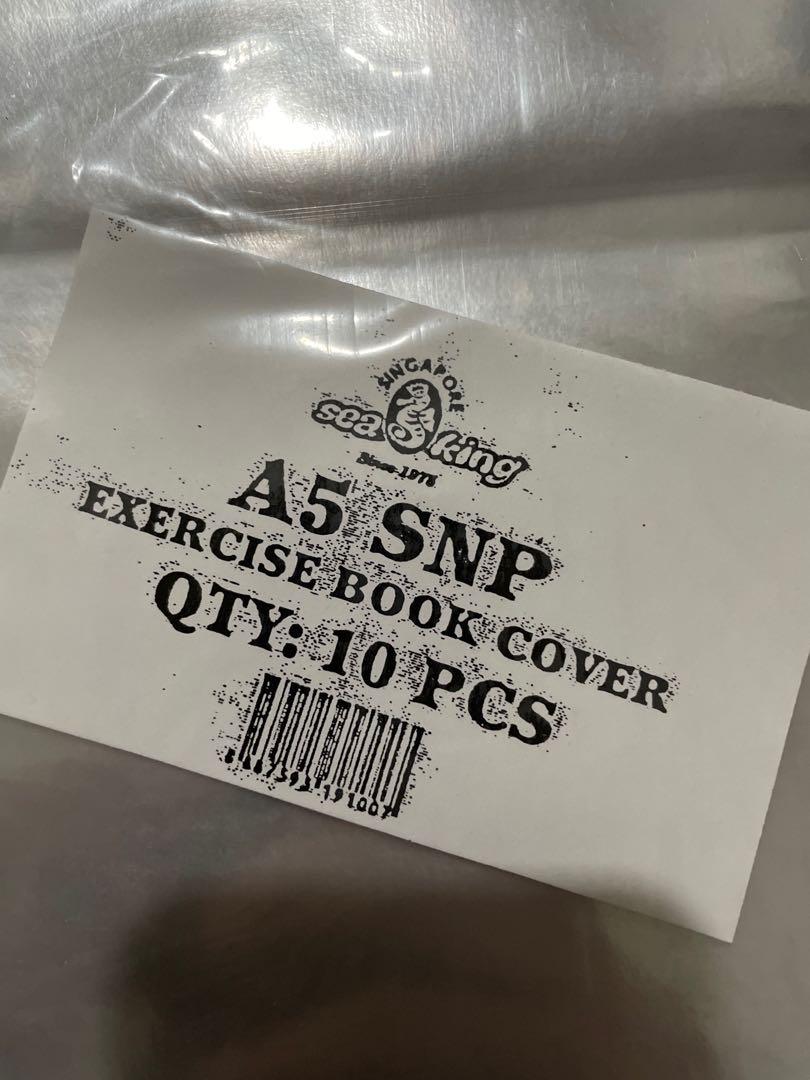 SINGAPORE
sea king
Since 1978
A5 SNP
EXERCISE BOOK COVER
QTY: 10 PCS